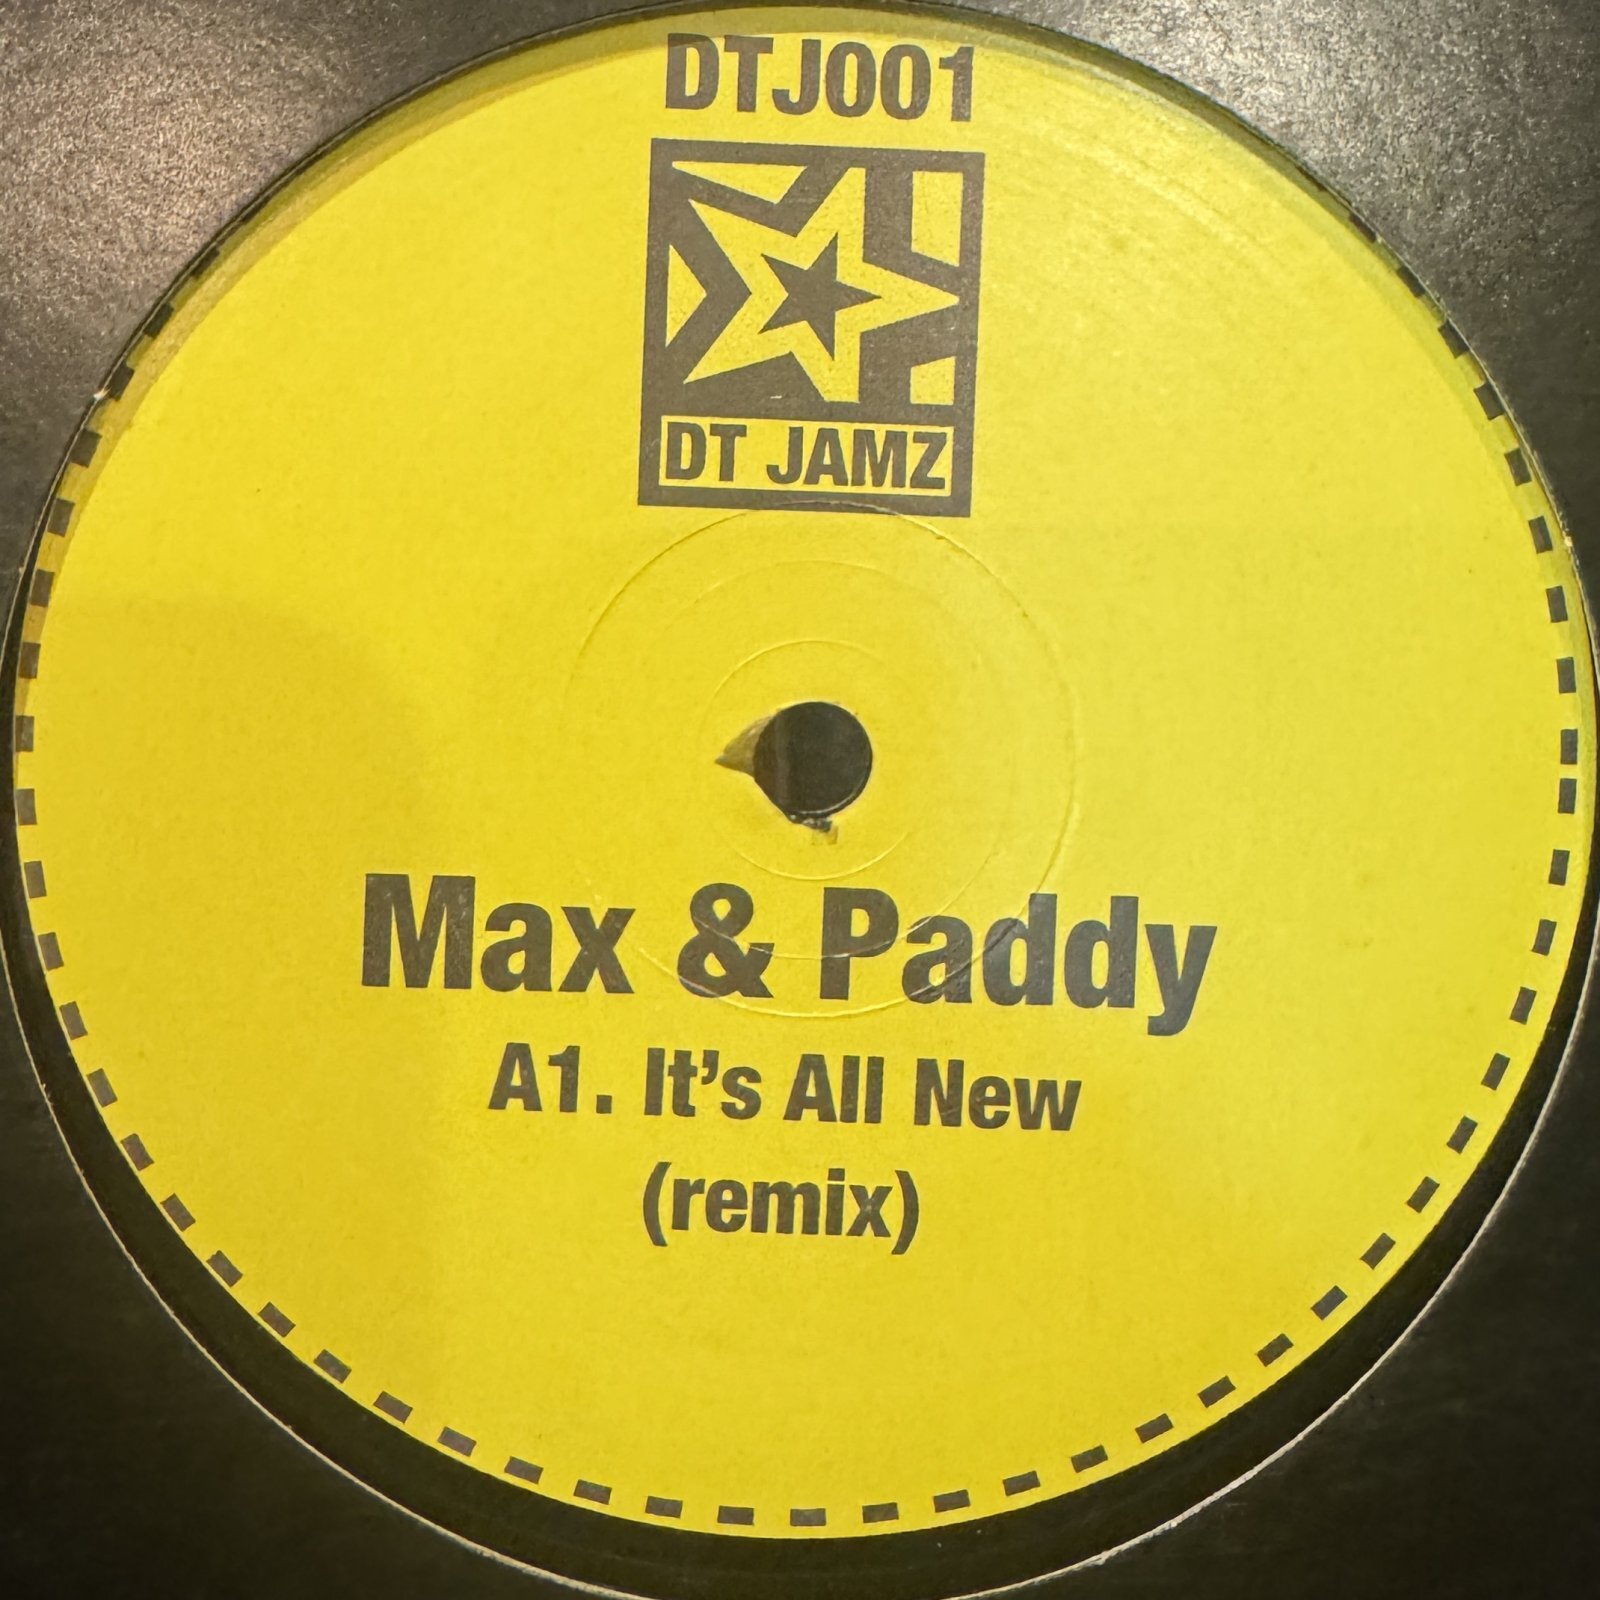 DTJ001
DT JAMZ
Max & Paddy
A1. It's All New
(remix)